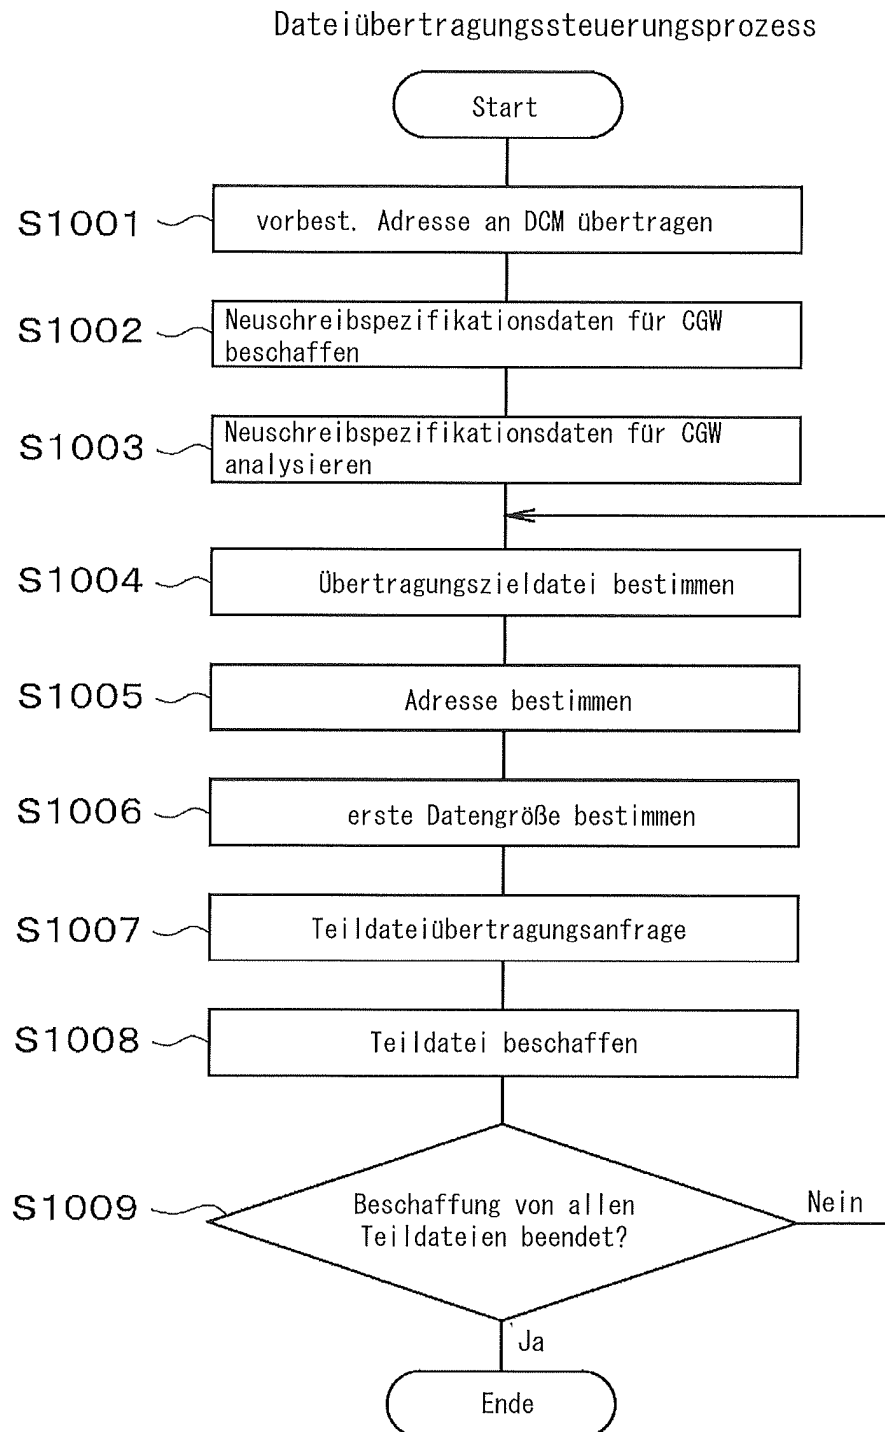 Dateiübertragungssteuerungsprozess
Start
S1001
vorbest. Adresse an DCM übertragen
S1002
Neuschreibspezifikationsdaten für CGW
beschaffen
S1003
Neuschreibspezifikationsdaten für CGW
analysieren
S1004
Übertragungszieldatei bestimmen
S1005
Adresse bestimmen
S1006
erste Datengröße bestimmen
S1007
Teildateiübertragungsanfrage
S1008
Teildatei beschaffen
S1009
Beschaffung von allen
Teildateien beendet?
Nein
Ja
Ende